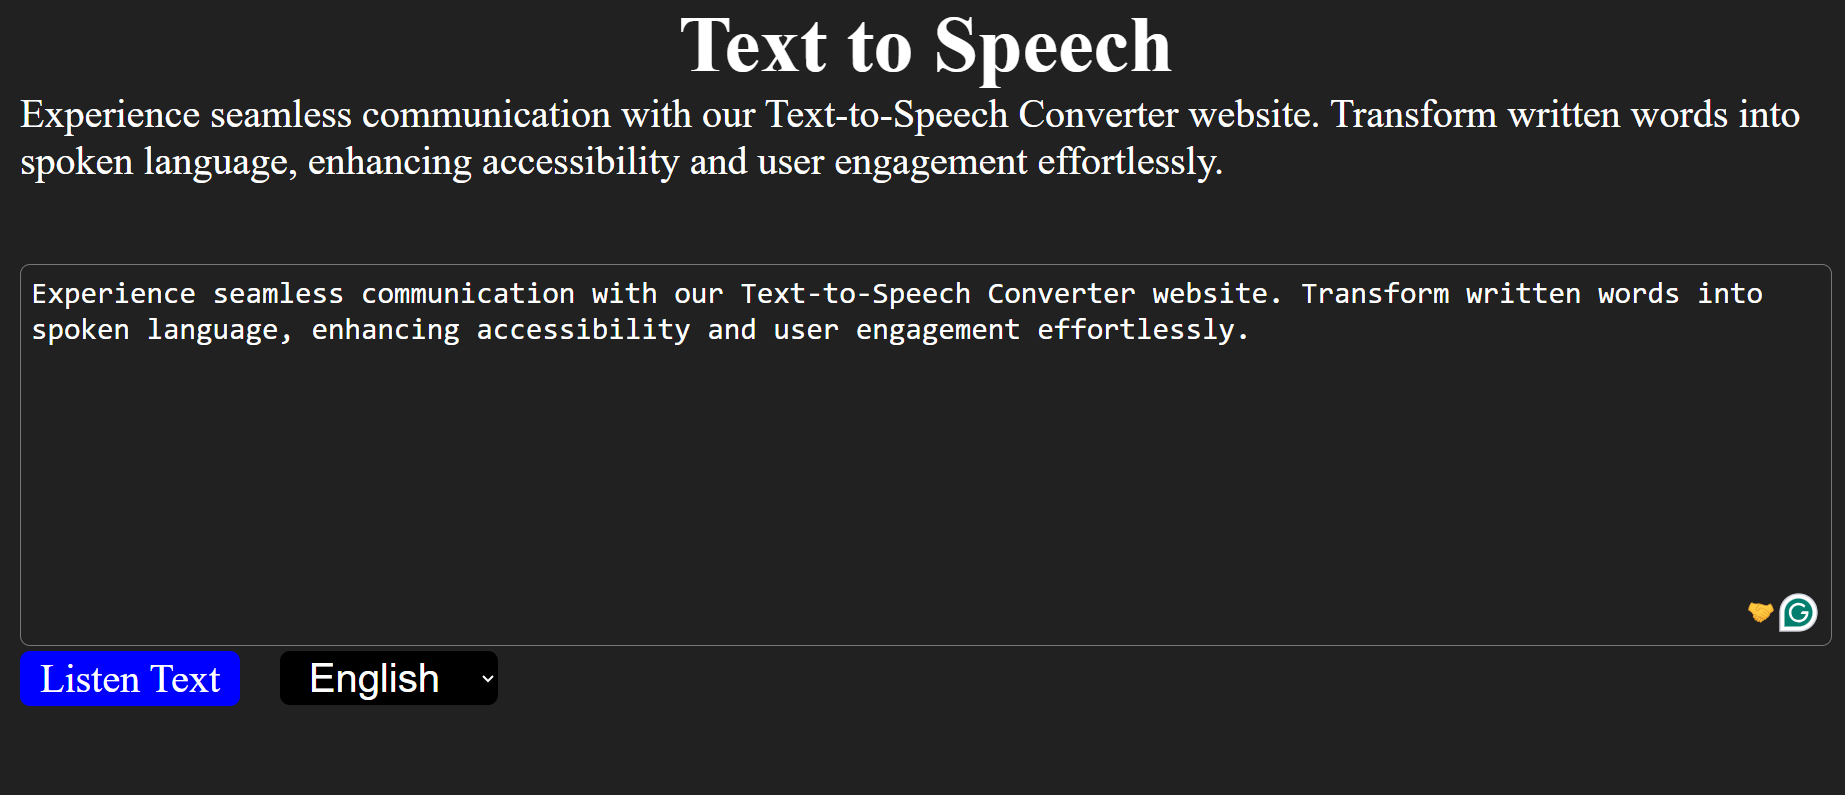 Text to Speech
Experience seamless communication with our Text-to-Speech Converter website. Transform written words into
spoken language, enhancing accessibility and user engagement effortlessly.
Experience seamless communication with our Text-to-Speech Converter website. Transform written words into
spoken language, enhancing accessibility and user engagement effortlessly.
Listen Text
English